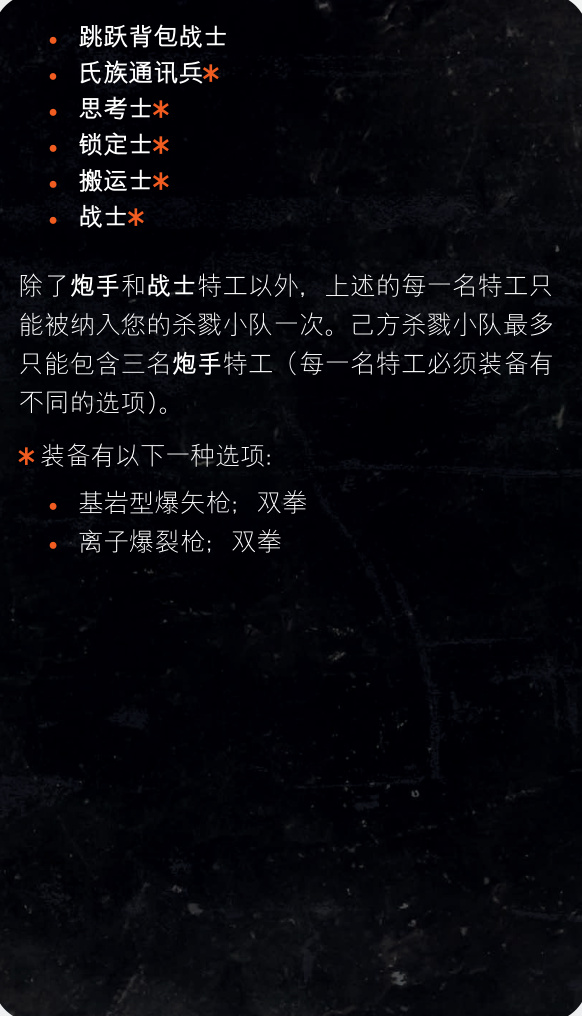 • 跳跃背包战士
• 氏族通讯兵*
• 思考士*
• 锁定士*
• 搬运士*
• 战士*
除了炮手和战士特工以外，上述的每一名特工只
能被纳入您的杀戮小队一次。己方杀戮小队最多
只能包含三名炮手特工（每一名特工必须装备有
不同的选项）。
* 装备有以下一种选项：
• 基岩型爆矢枪；双拳
• 离子爆裂枪；双拳